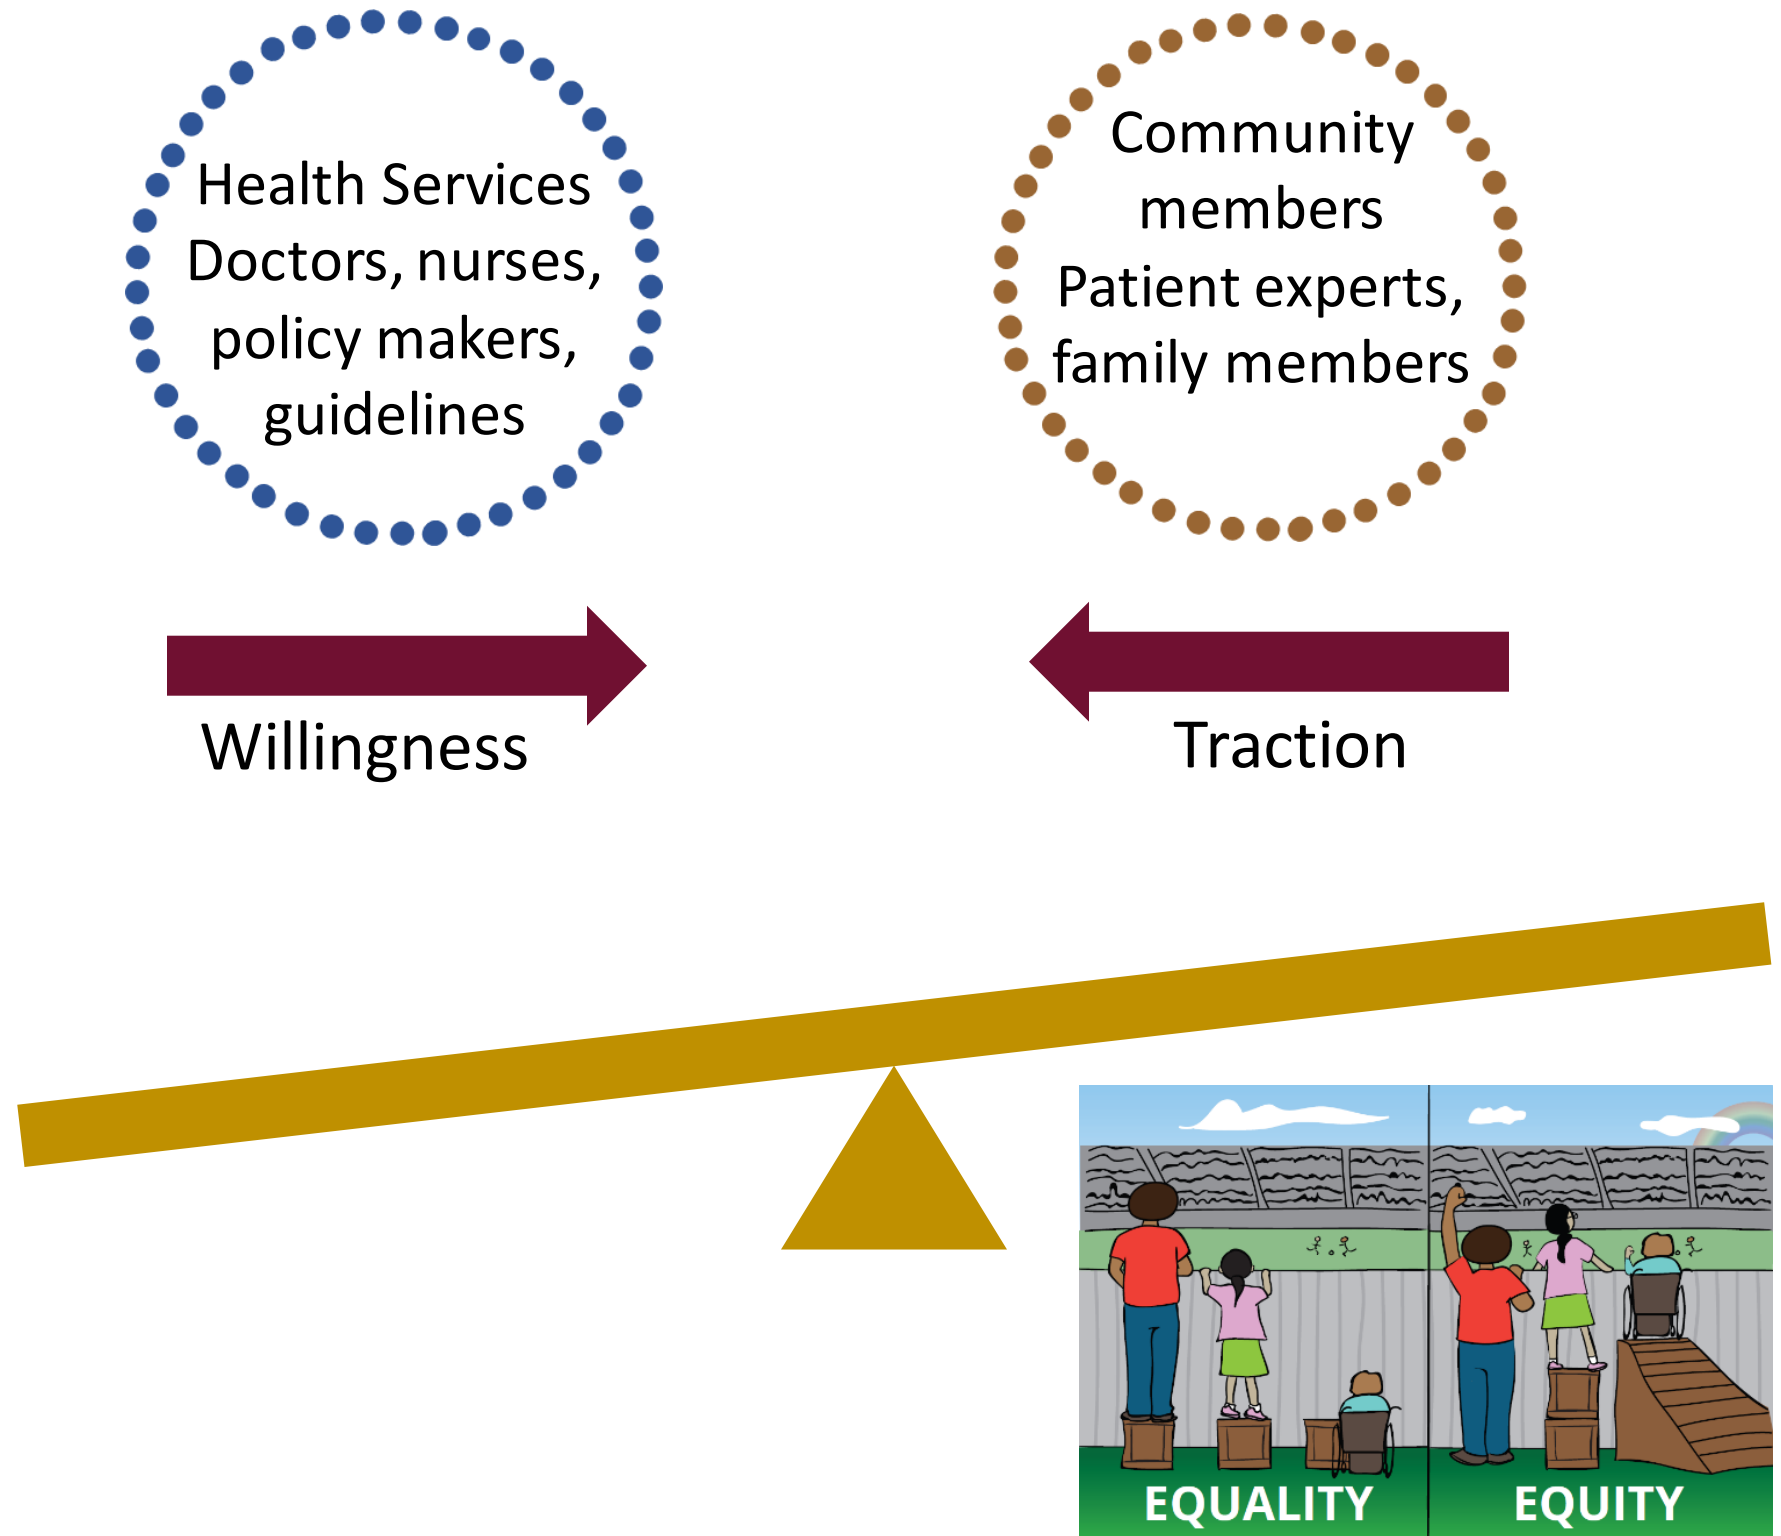 Health Services
Doctors, nurses,
policy makers,
guidelines
Community
members
Patient experts,
family members
Willingness
Traction
EQUALITY
EQUITY